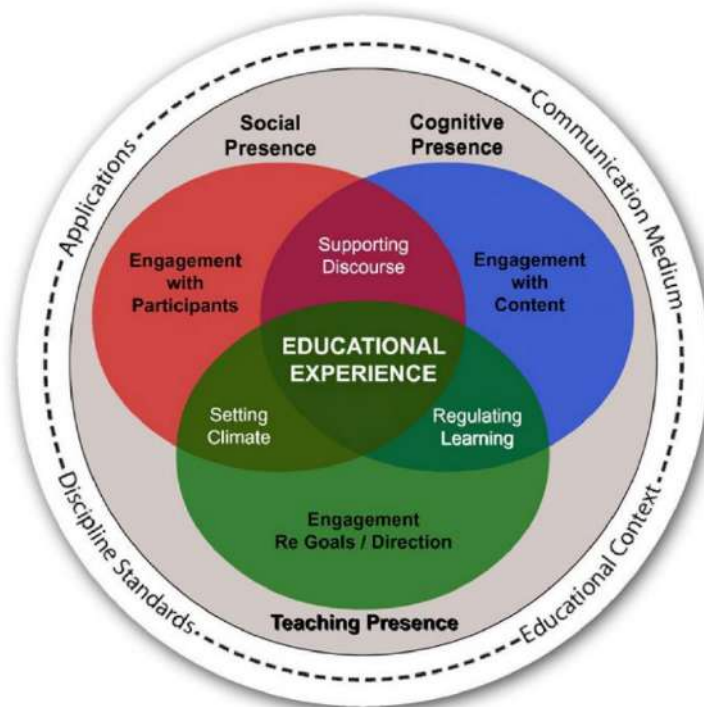 Social
Presence
Cognitive
Presence
Applications
Communication Medium
Engagement
with
Participants
Supporting
Discourse
Engagement
with
Content
EDUCATIONAL
EXPERIENCE
Setting
Climate
Regulating
Learning
Engagement
Re Goals / Direction
Teaching Presence
Discipline Standards
Educational Context